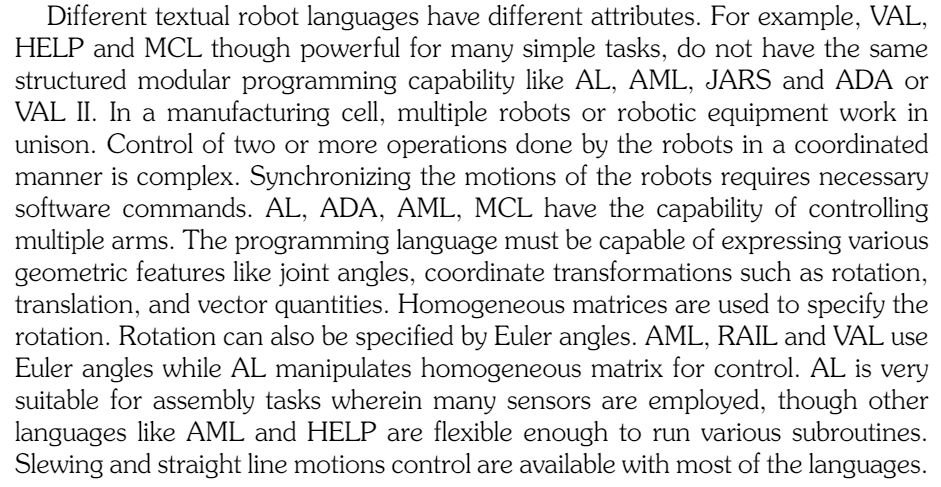 Different textual robot languages have different attributes. For example, VAL,
HELP and MCL though powerful for many simple tasks, do not have the same
structured modular programming capability like AL, AML, JARS and ADA or
VAL II. In a manufacturing cell, multiple robots or robotic equipment work in
unison. Control of two or more operations done by the robots in a coordinated
manner is complex. Synchronizing the motions of the robots requires necessary
software commands. AL, ADA, AML, MCL have the capability of controlling
multiple arms. The programming language must be capable of expressing various
geometric features like joint angles, coordinate transformations such as rotation,
translation, and vector quantities. Homogeneous matrices are used to specify the
rotation. Rotation can also be specified by Euler angles. AML, RAIL and VAL use
Euler angles while AL manipulates homogeneous matrix for control. AL is very
suitable for assembly tasks wherein many sensors are employed, though other
languages like AML and HELP are flexible enough to run various subroutines.
Slewing and straight line motions control are available with most of the languages.